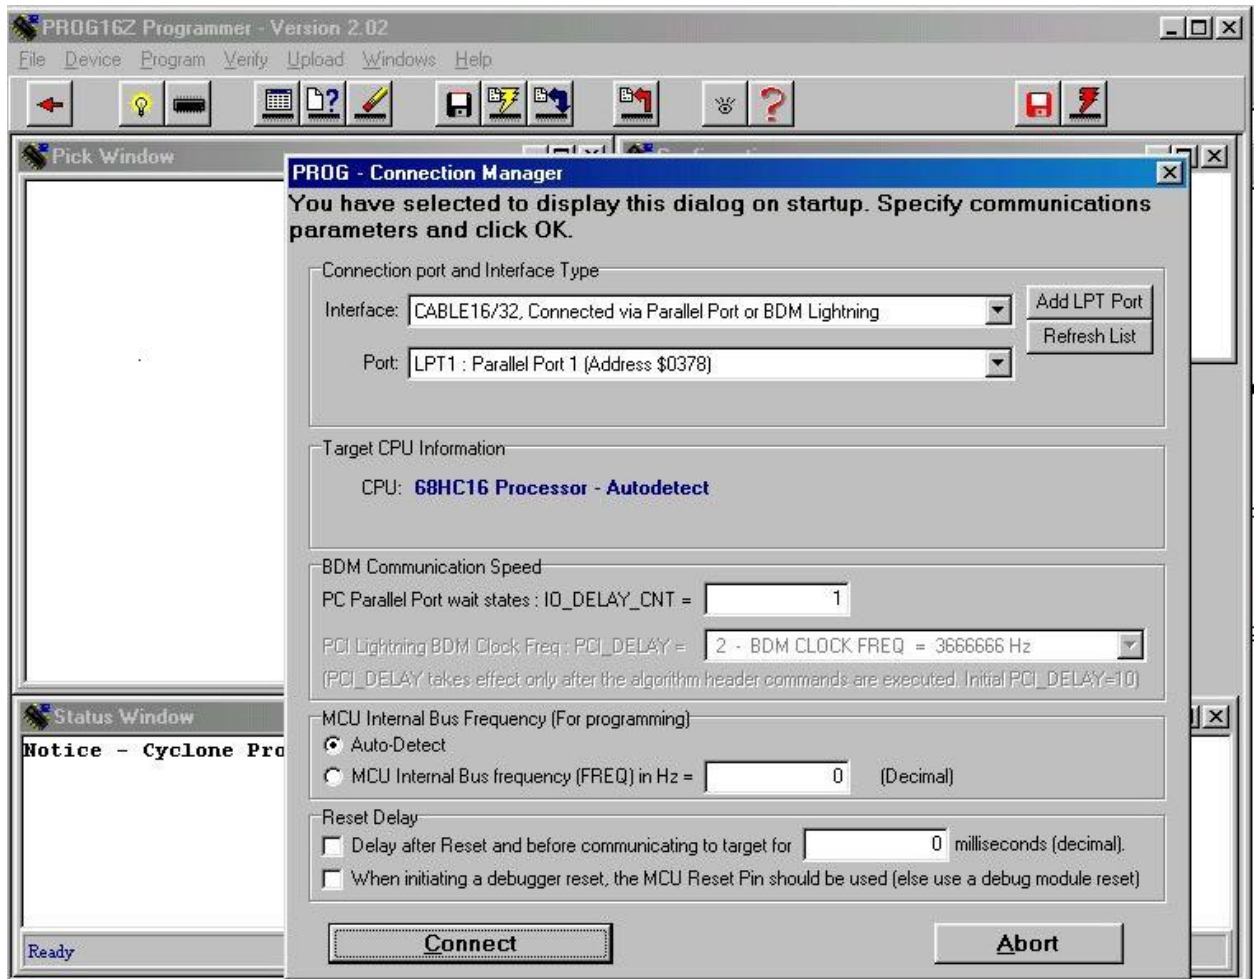 PROG16Z Programmer - Version 2.02
File Device Program Verify Upload Windows Help
Pick Window
PROG - Connection Manager
You have selected to display this dialog on startup. Specify communications
parameters and click OK.
Connection port and Interface Type
Interface: CABLE16/32, Connected via Parallel Port or BDM Lightning
Add LPT Port
Refresh List
Port: LPT1 : Parallel Port 1 (Address $0378)
Target CPU Information
CPU: 68HC16 Processor - Autodetect
BDM Communication Speed
PC Parallel Port wait states : IO_DELAY_CNT = 1
PCI Lightning BDM Clock Freq : PCI_DELAY = 2 - BDM CLOCK FREQ = 3666666 Hz
(PCI_DELAY takes effect only after the algorithm header commands are executed. Initial PCI_DELAY=10)
Status Window
Notice - Cyclone Pro
MCU Internal Bus Frequency (For programming)
Auto-Detect
MCU Internal Bus frequency (FREQ) in Hz = 0 (Decimal)
Reset Delay
Delay after Reset and before communicating to target for 0 milliseconds (decimal).
When initiating a debugger reset, the MCU Reset Pin should be used (else use a debug module reset)
Connect
Abort
Ready